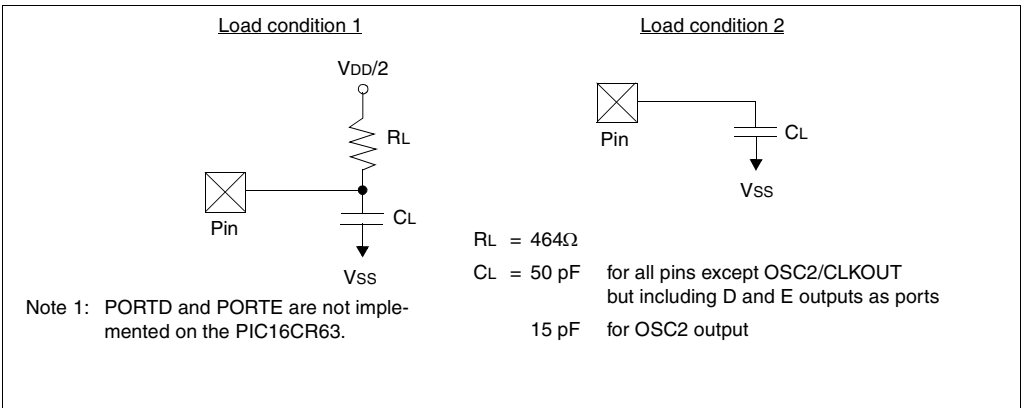 Load condition 1
VDD/2
RL
Pin
CL
VSS
Note 1: PORTD and PORTE are not imple-
mented on the PIC16CR63.
Load condition 2
Pin
CL
VSS
RL = 464Ω
CL = 50 pF for all pins except OSC2/CLKOUT
but including D and E outputs as ports
15 pF for OSC2 output